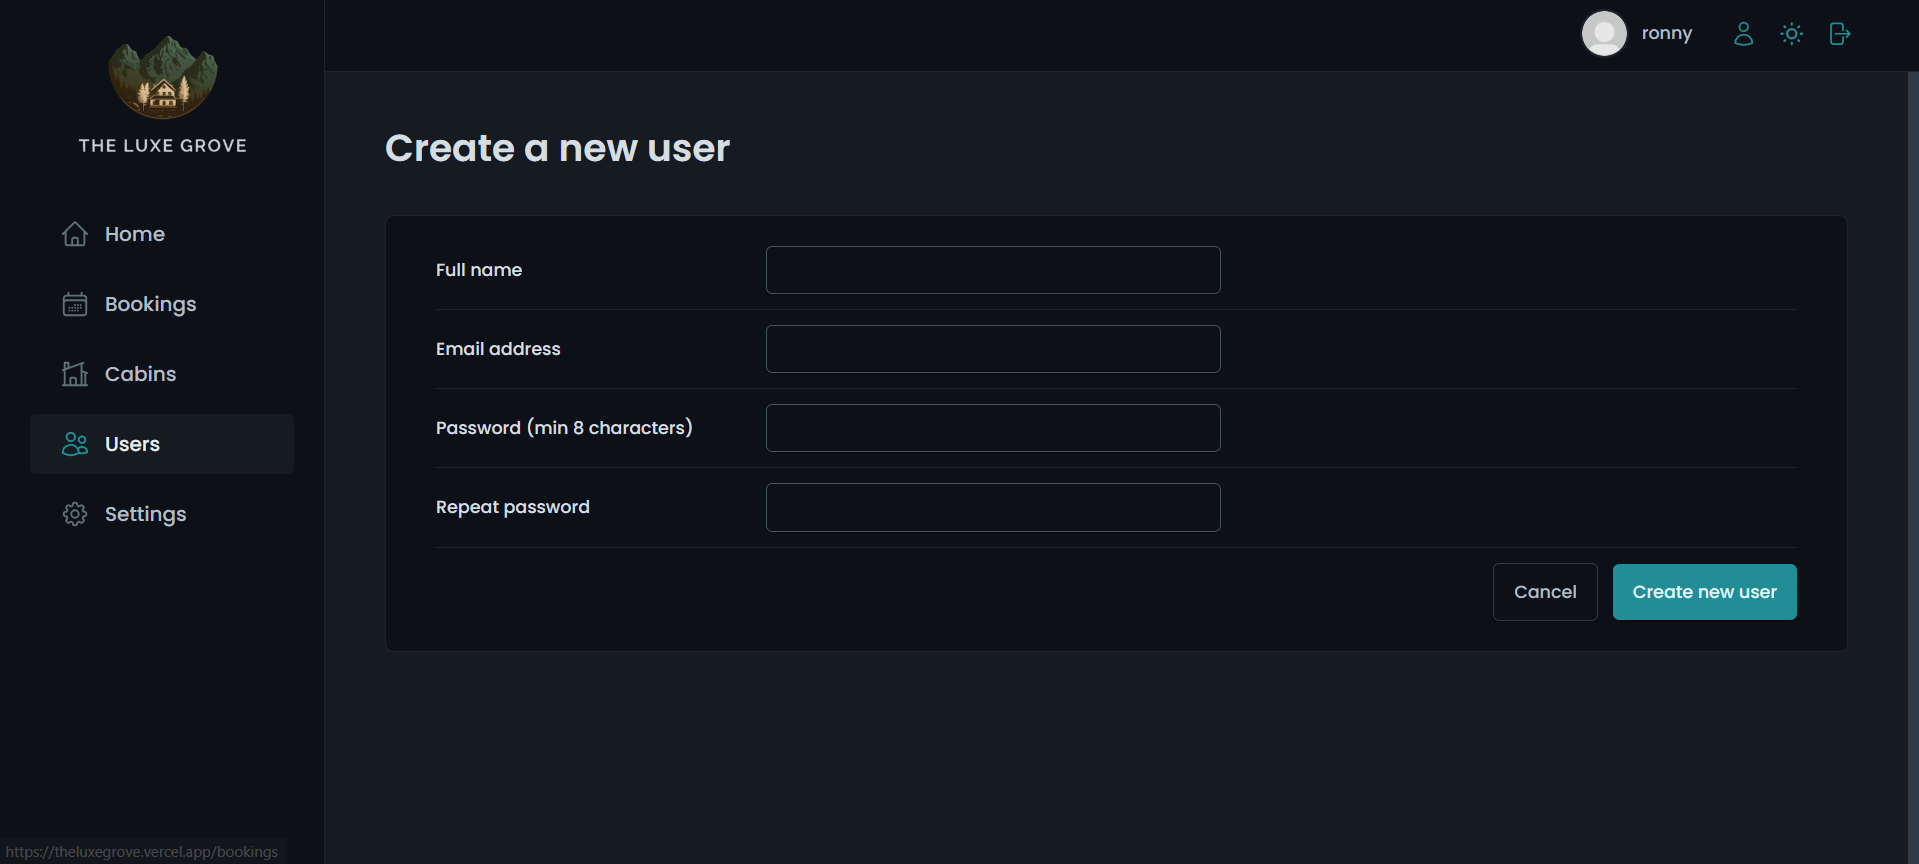 THE LUXE GROVE
Home
Bookings
Cabins
Users
Settings
ronny
Create a new user
Full name
Email address
Password (min 8 characters)
Repeat password
Cancel
Create new user
https://theluxegrove.vercel.app/bookings